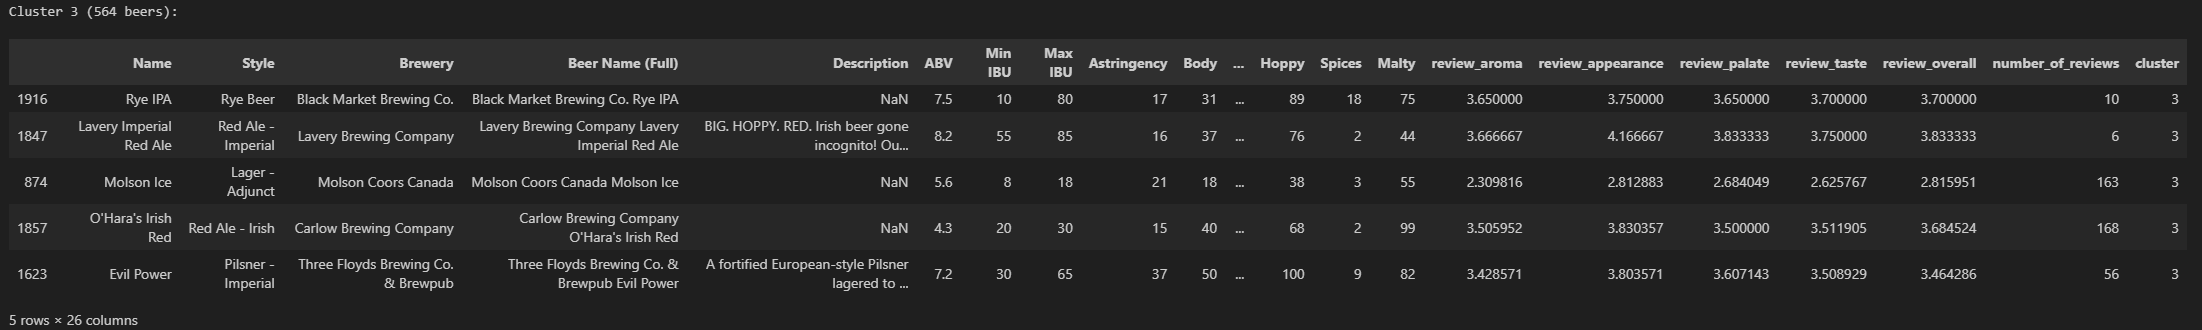 Cluster 3 (564 beers):
Name Style Brewery Beer Name (Full) Description ABV Min IBU Max IBU Astringency Body ... Hoppy Spices Malty review_aroma review_appearance review_palate review_taste review_overall number_of_reviews cluster
1916 Rye IPA Rye Beer Black Market Brewing Co. Black Market Brewing Co. Rye IPA NaN 7.5 10 80 17 31 ... 89 18 75 3.650000 3.750000 3.650000 3.700000 3.700000 10 3
1847 Lavery Imperial Red Ale Red Ale - Imperial Lavery Brewing Company Lavery Brewing Company Lavery Imperial Red Ale BIG. HOPPY. RED. Irish beer gone incognito! Ou... 8.2 55 85 16 37 ... 76 2 44 3.666667 4.166667 3.833333 3.750000 3.833333 6 3
874 Molson Ice Lager - Adjunct Molson Coors Canada Molson Coors Canada Molson Ice NaN 5.6 8 18 21 18 ... 38 3 55 2.309816 2.812883 2.684049 2.625767 2.815951 163 3
1857 O'Hara's Irish Red Red Ale - Irish Carlow Brewing Company Carlow Brewing Company O'Hara's Irish Red NaN 4.3 20 30 15 40 ... 68 2 99 3.505952 3.830357 3.500000 3.511905 3.684524 168 3
1623 Evil Power Pilsner - Imperial Three Floyds Brewing Co. & Brewpub Three Floyds Brewing Co. & Brewpub Evil Power A fortified European-style Pilsner lagered to ... 7.2 30 65 37 50 ... 100 9 82 3.428571 3.803571 3.607143 3.508929 3.464286 56 3
5 rows × 26 columns